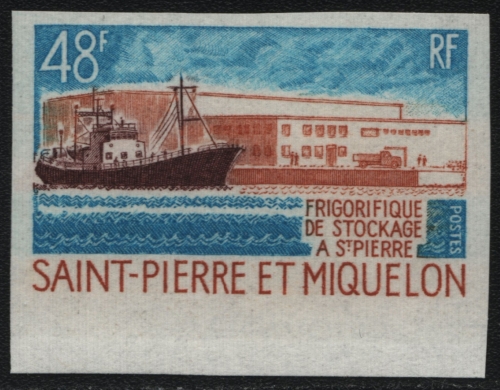 48F
RF
FRIGORIFIQUE
DE STOCKAGE
A ST PIERRE
POSTES
SAINT-PIERRE ET MIQUELON